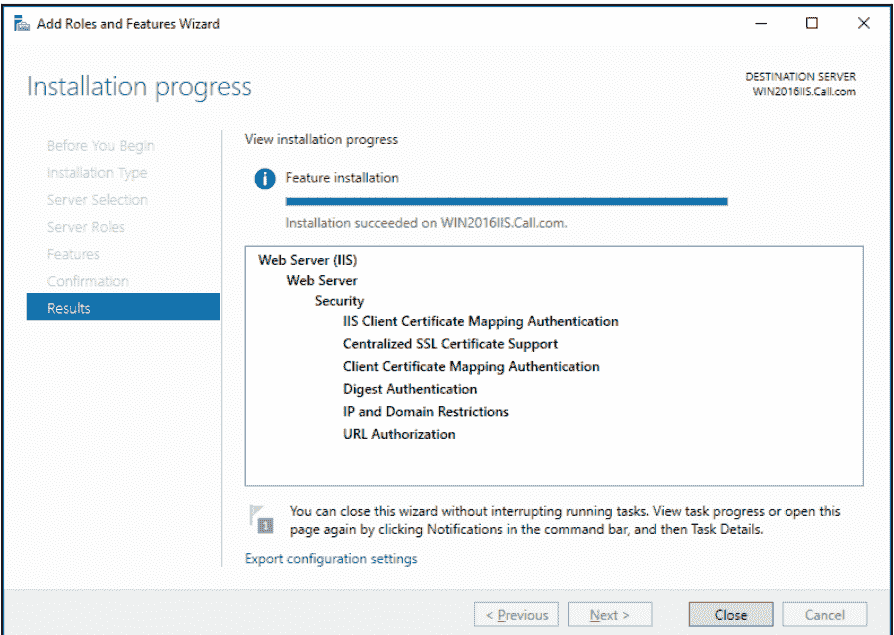 Add Roles and Features Wizard
Installation progress
DESTINATION SERVER
WIN2016IIS.Call.com
Before You Begin
Installation Type
Server Selection
Server Roles
Features
Confirmation
Results
View installation progress
Feature installation
Installation succeeded on WIN2016IIS.Call.com.
Web Server (IIS)
Web Server
Security
IIS Client Certificate Mapping Authentication
Centralized SSL Certificate Support
Client Certificate Mapping Authentication
Digest Authentication
IP and Domain Restrictions
URL Authorization
You can close this wizard without interrupting running tasks. View task progress or open this
page again by clicking Notifications in the command bar, and then Task Details.
Export configuration settings
< Previous
Next >
Close
Cancel